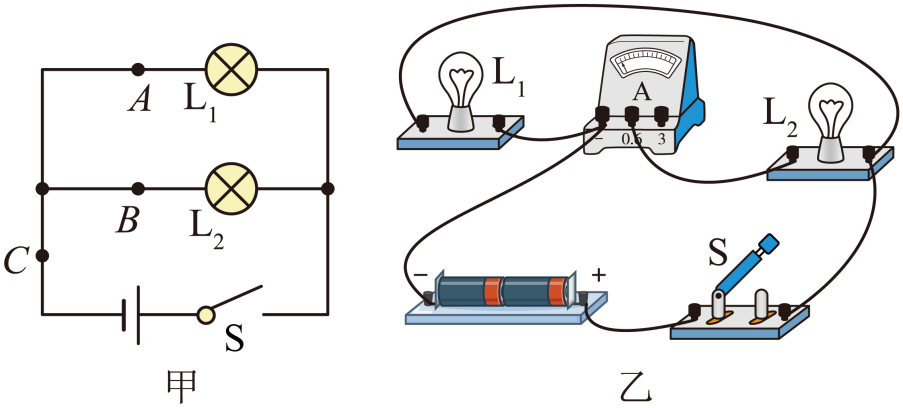 A
L₁
B
L₂
C
S
甲
L₁
A
− 0.6 3
L₂
S
− +
乙